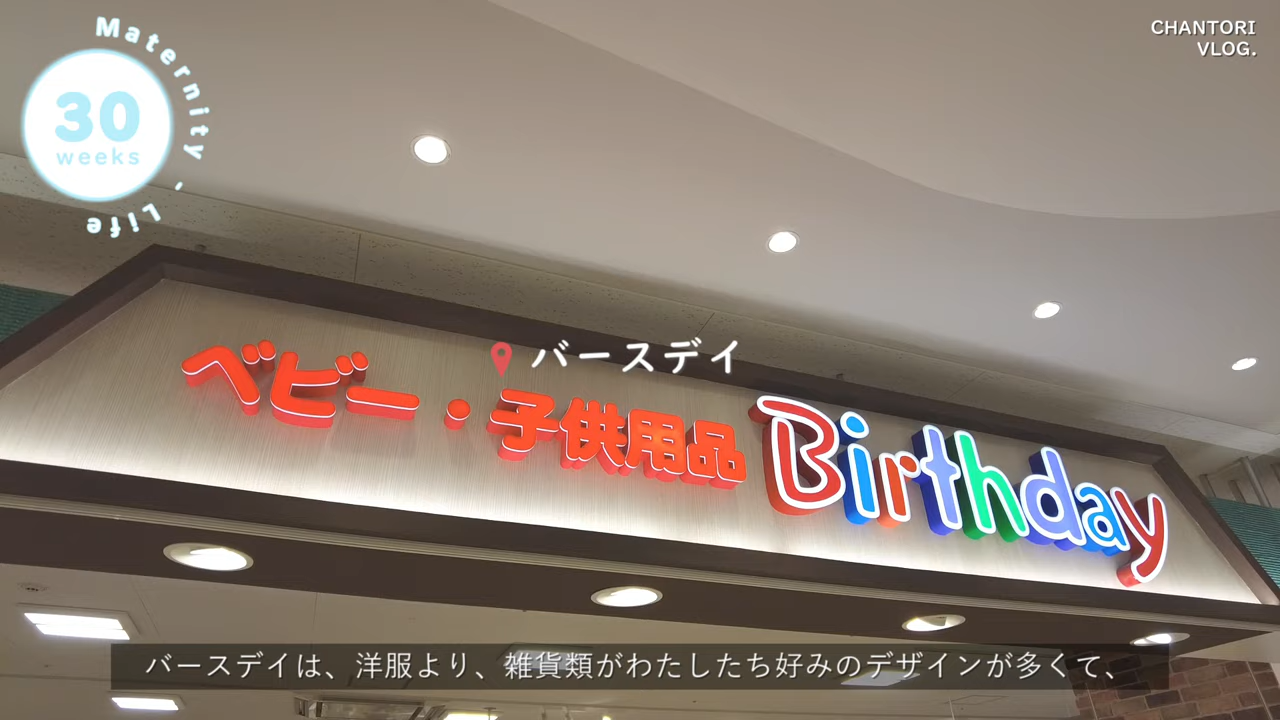 Maternity - Life
30
weeks
CHANTORI
VLOG.
バースデイ
ベビー・子供用品 Birthday
バースデイは、洋服より、雑貨類がわたしたち好みのデザインが多くて、